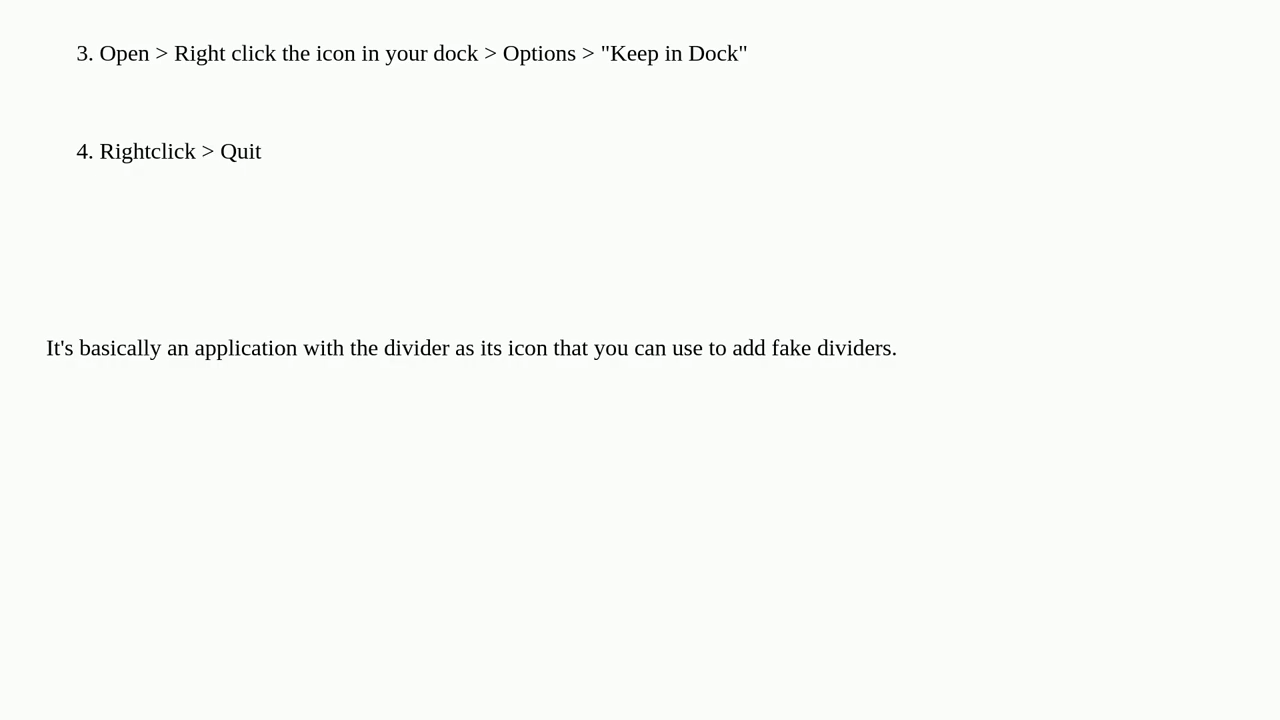 3. Open > Right click the icon in your dock > Options > "Keep in Dock"
4. Rightclick > Quit
It's basically an application with the divider as its icon that you can use to add fake dividers.